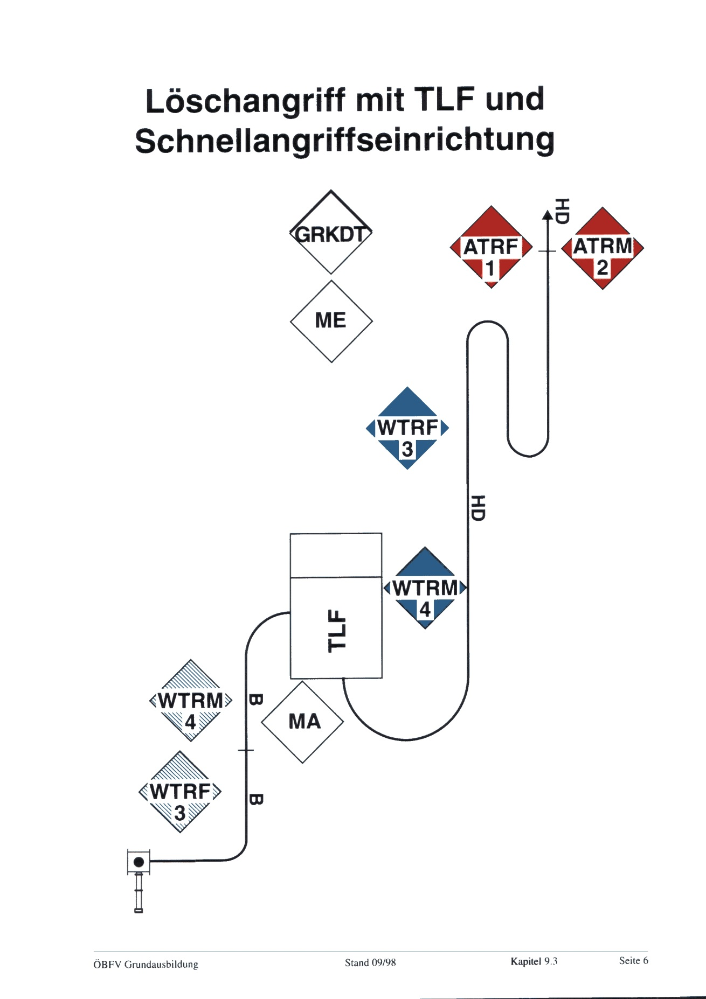 Löschangriff mit TLF und
Schnellangriffseinrichtung
GRKDT
ATRF
1
HD
ATRM
2
ME
WTRF
3
HD
WTRM
4
TLF
WTRM
4
B
MA
WTRF
3
B
ÖBFV Grundausbildung Stand 09/98 Kapitel 9.3 Seite 6